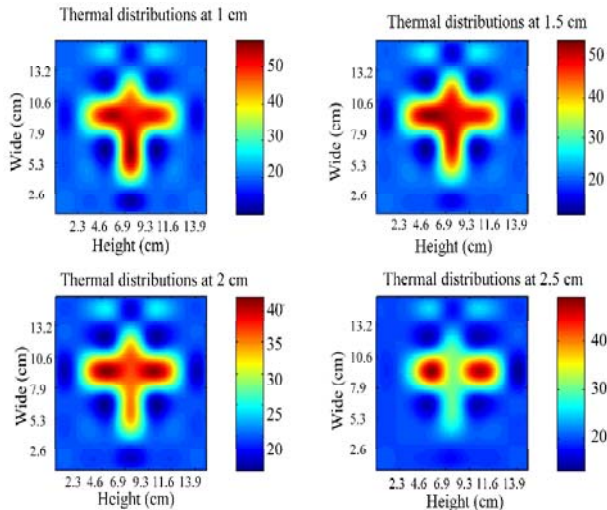 Thermal distributions at 1 cm
50
40
30
20
13.2
10.6
7.9
5.3
2.6
Wide (cm)
2.3 4.6 6.9 9.3 11.6 13.9
Height (cm)
Thermal distributions at 1.5 cm
50
40
30
20
13.2
10.6
7.9
5.3
2.6
Wide (cm)
2.3 4.6 6.9 9.3 11.6 13.9
Height (cm)
Thermal distributions at 2 cm
40
35
30
25
20
13.2
10.6
7.9
5.3
2.6
Wide (cm)
2.3 4.6 6.9 9.3 11.6 13.9
Height (cm)
Thermal distributions at 2.5 cm
40
30
20
13.2
10.6
7.9
5.3
2.6
Wide (cm)
2.3 4.6 6.9 9.3 11.6 13.9
Height (cm)